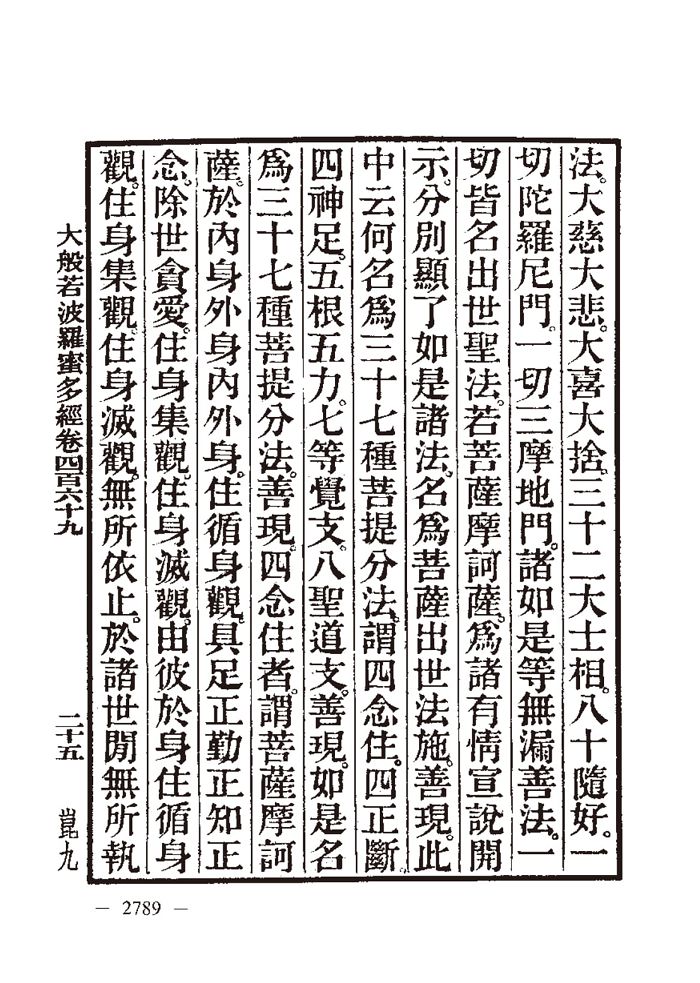 法。大慈大悲。大喜大捨。三十二大士相。八十隨好。一
切陀羅尼門。一切三摩地門。諸如是等無漏善法。一
切皆名出世聖法。若菩薩摩訶薩。爲諸有情宣說開
示。分別顯了如是諸法。名爲菩薩出世法施。善現。此
中云何名爲三十七種菩提分法。謂四念住。四正斷。
四神足。五根五力。七等覺支。八聖道支。善現。如是名
爲三十七種菩提分法。善現。四念住者。謂菩薩摩訶
薩。於內身外身內外身。住循身觀。具足正勤正知正
念。除世貪愛。住身集觀。住身滅觀。由彼於身住循身
觀。住身集觀。住身滅觀。無所依止。於諸世閒無所執
大般若波羅蜜多經卷四百六十九 二十五 崑九
— 2789 —